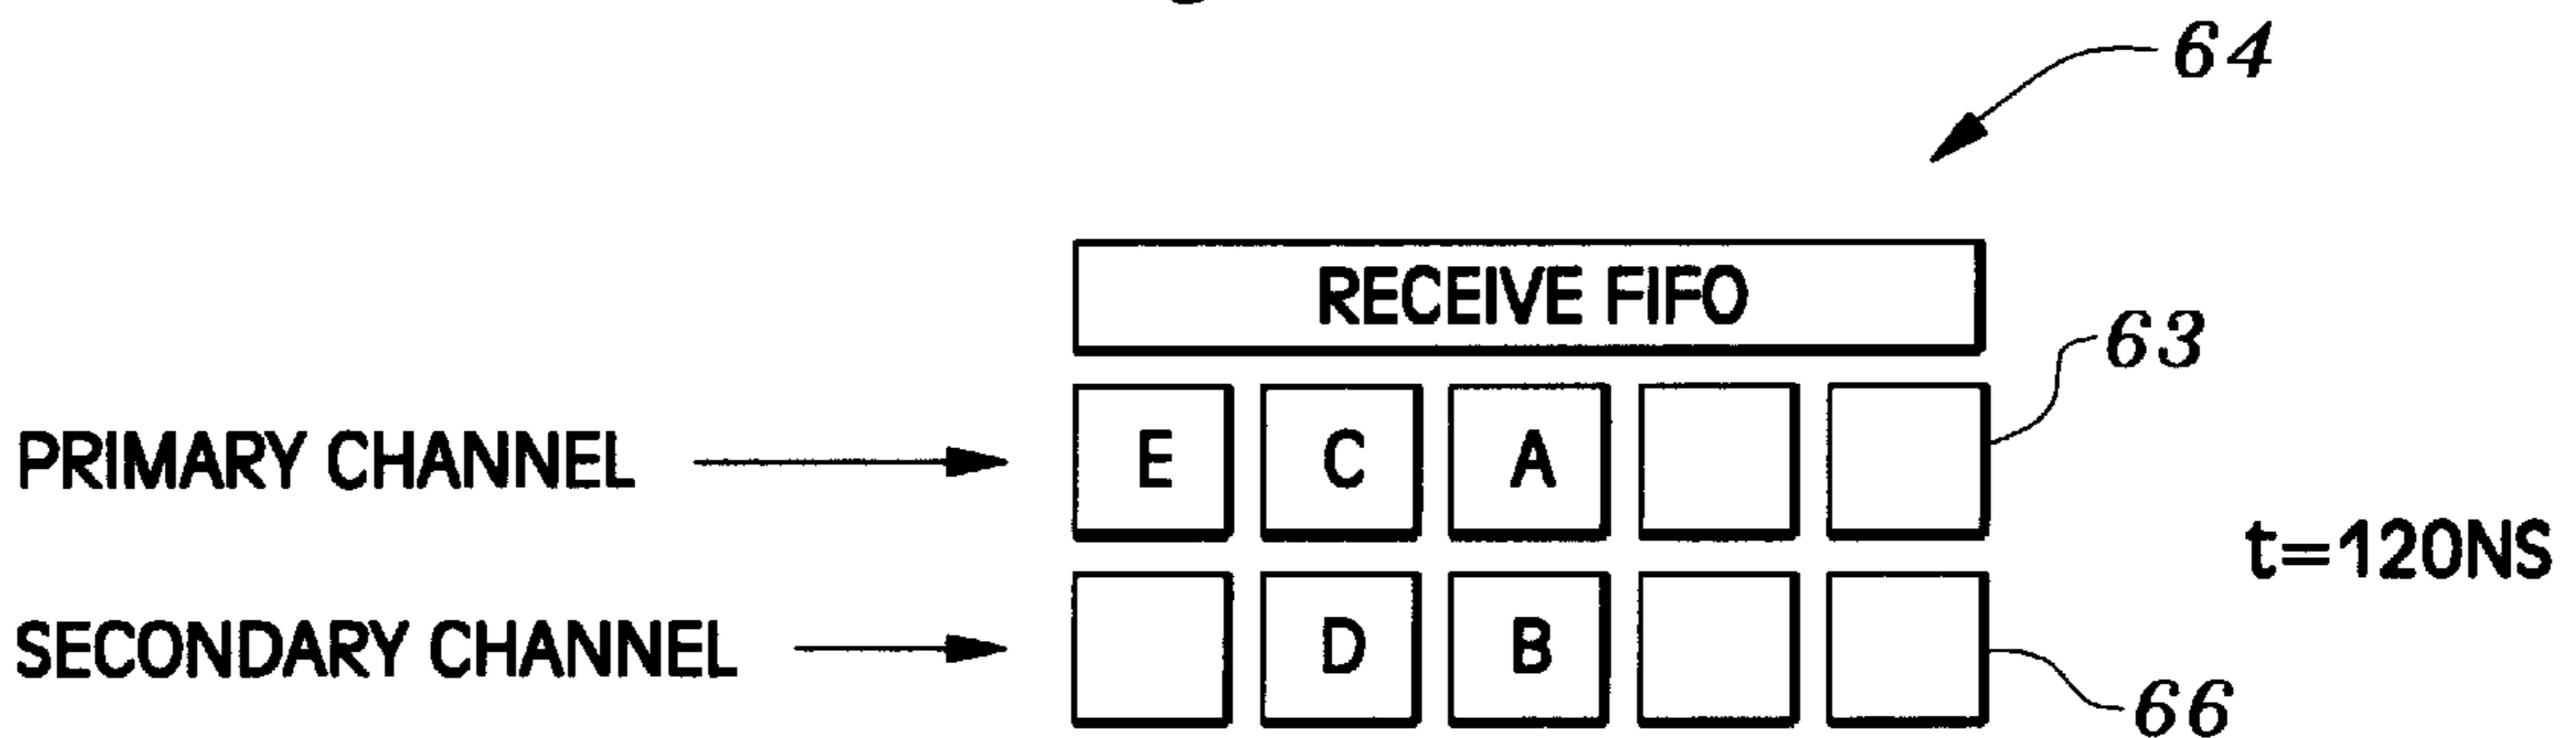 64
RECEIVE FIFO
63
PRIMARY CHANNEL E C A
t=120NS
SECONDARY CHANNEL D B
66